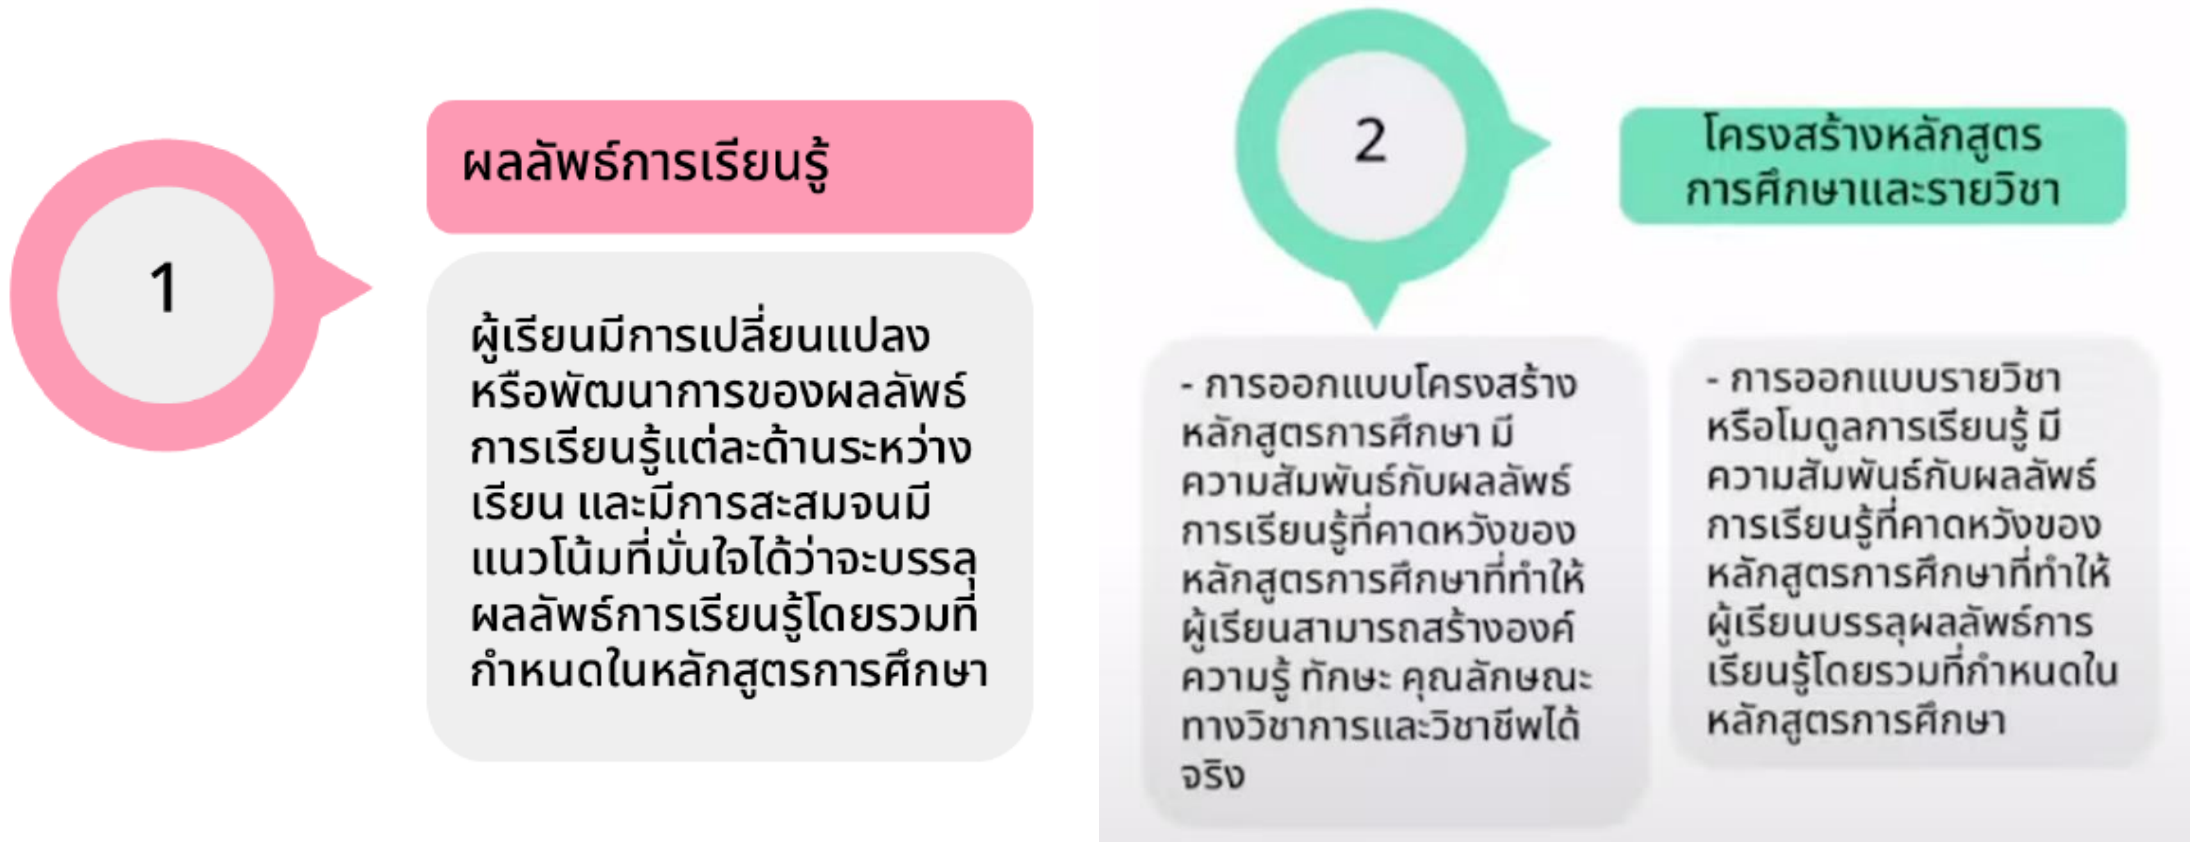 1
ผลลัพธ์การเรียนรู้
ผู้เรียนมีการเปลี่ยนแปลง
หรือพัฒนาการของผลลัพธ์
การเรียนรู้แต่ละด้านระหว่าง
เรียน และมีการสะสมจนมี
แนวโน้มที่มั่นใจได้ว่าจะบรรลุ
ผลลัพธ์การเรียนรู้โดยรวมที่
กำหนดในหลักสูตรการศึกษา
2
โครงสร้างหลักสูตร
การศึกษาและรายวิชา
- การออกแบบโครงสร้าง
หลักสูตรการศึกษา มี
ความสัมพันธ์กับผลลัพธ์
การเรียนรู้ที่คาดหวังของ
หลักสูตรการศึกษาที่ทำให้
ผู้เรียนสามารถสร้างองค์
ความรู้ ทักษะ คุณลักษณะ
ทางวิชาการและวิชาชีพได้
จริง
- การออกแบบรายวิชา
หรือโมดูลการเรียนรู้ มี
ความสัมพันธ์กับผลลัพธ์
การเรียนรู้ที่คาดหวังของ
หลักสูตรการศึกษาที่ทำให้
ผู้เรียนบรรลุผลลัพธ์การ
เรียนรู้โดยรวมที่กำหนดใน
หลักสูตรการศึกษา